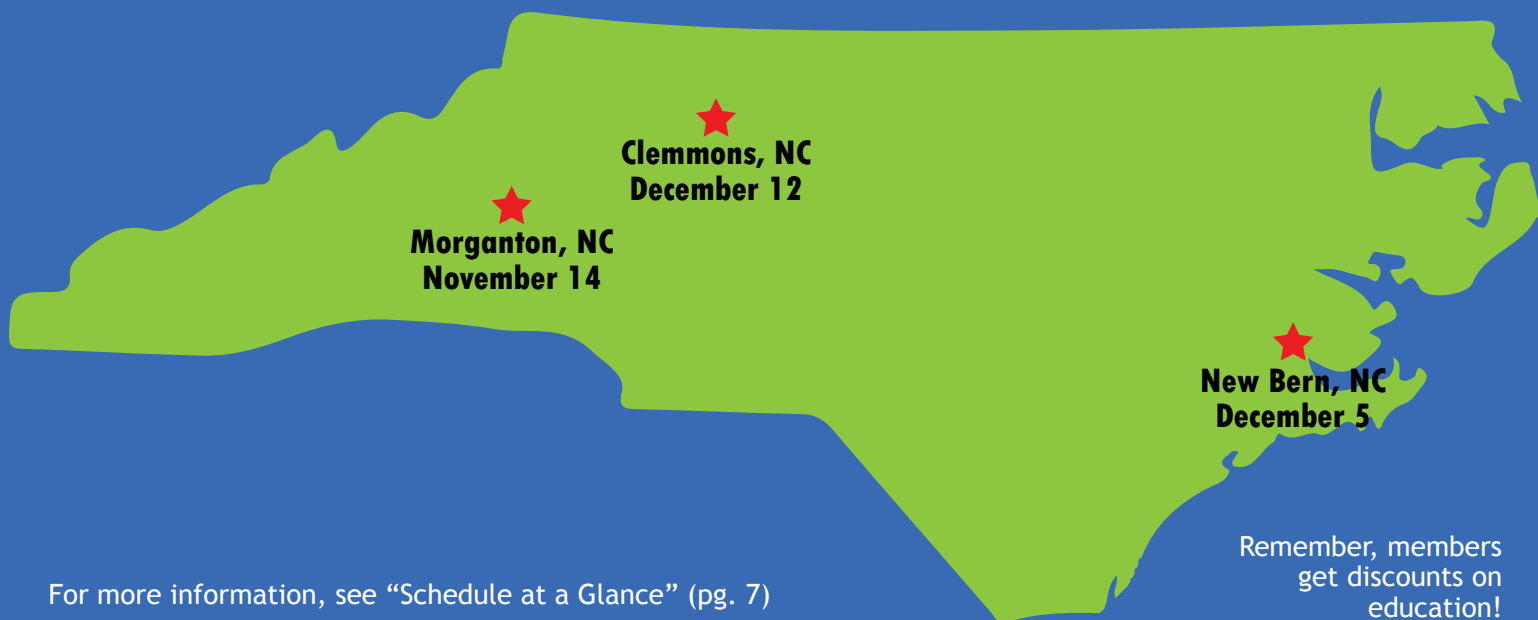 Clemmons, NC
December 12
Morganton, NC
November 14
New Bern, NC
December 5
For more information, see “Schedule at a Glance” (pg. 7)
Remember, members
get discounts on
education!